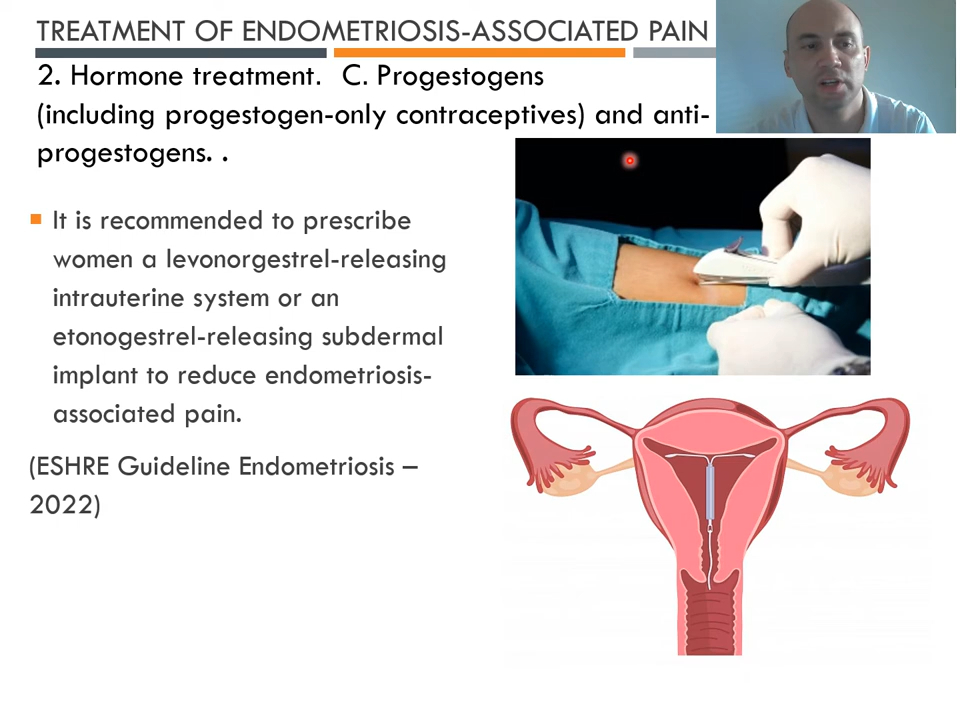 TREATMENT OF ENDOMETRIOSIS-ASSOCIATED PAIN
2. Hormone treatment.  C. Progestogens
(including progestogen-only contraceptives) and anti-
progestogens. .
It is recommended to prescribe
women a levonorgestrel-releasing
intrauterine system or an
etonogestrel-releasing subdermal
implant to reduce endometriosis-
associated pain.
(ESHRE Guideline Endometriosis –
2022)